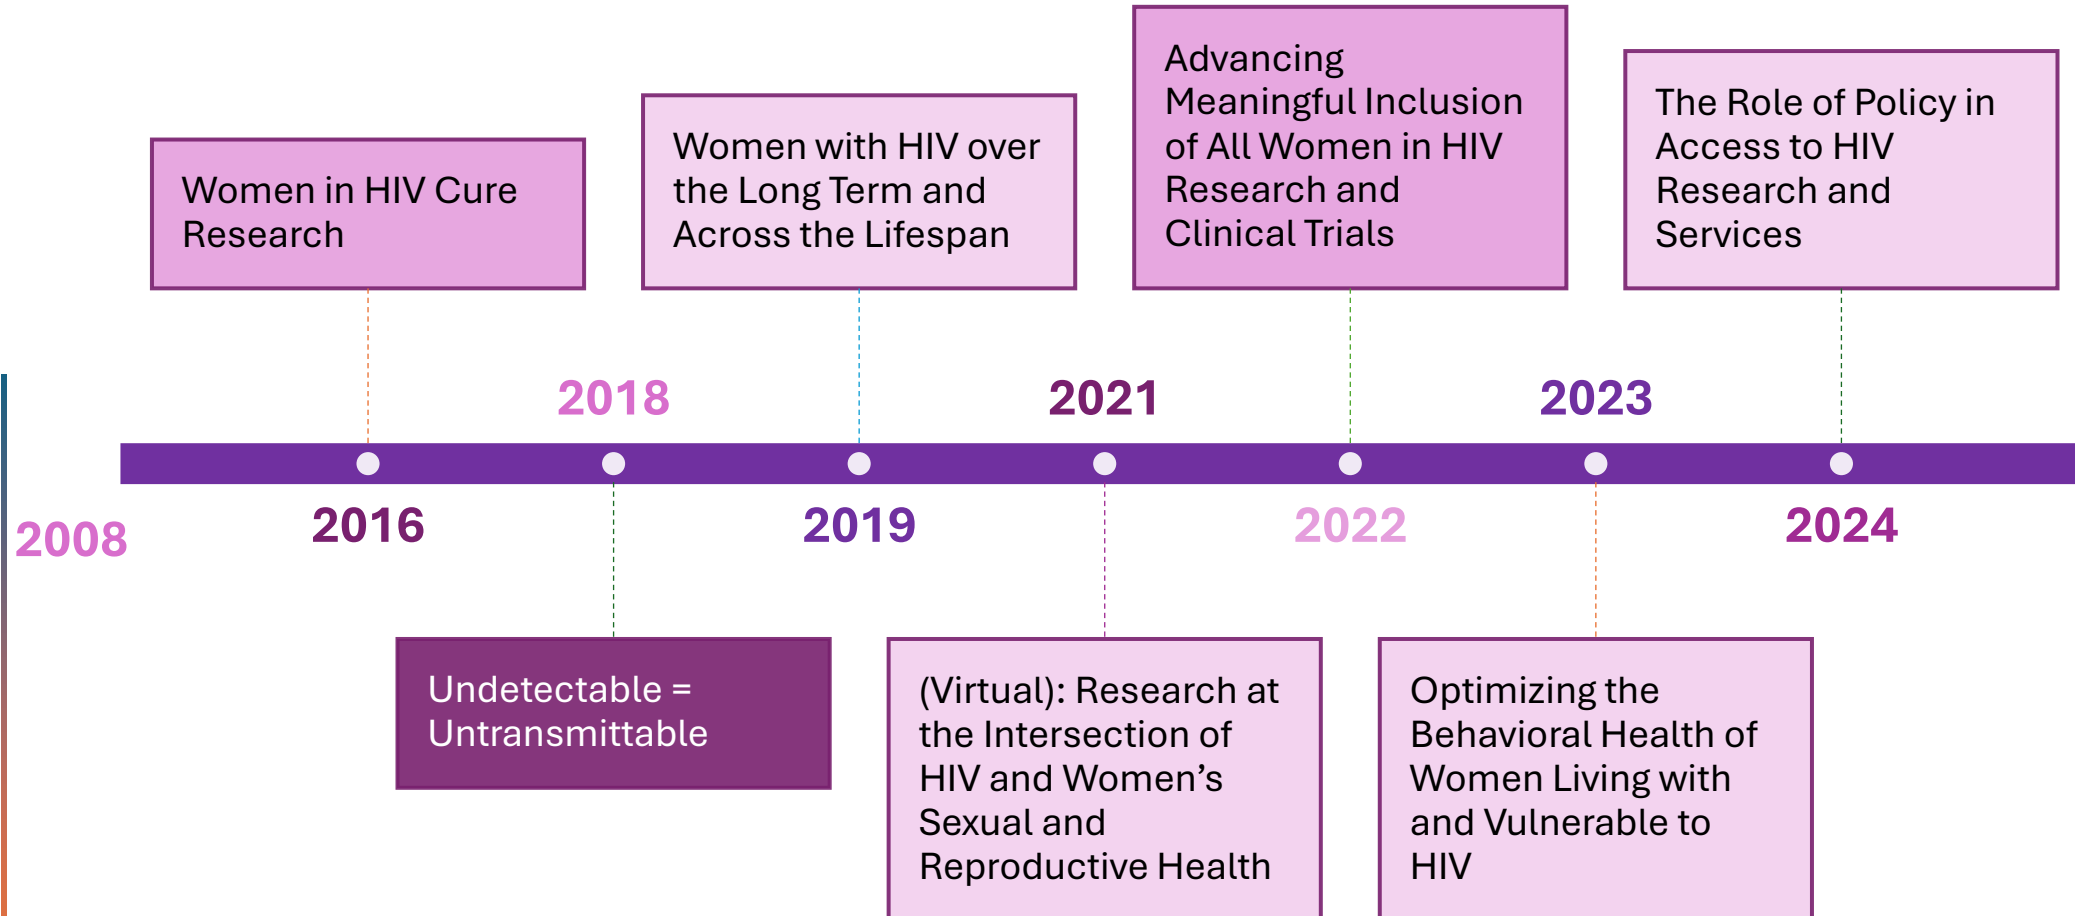 Women in HIV Cure
Research
Women with HIV over
the Long Term and
Across the Lifespan
Advancing
Meaningful Inclusion
of All Women in HIV
Research and
Clinical Trials
The Role of Policy in
Access to HIV
Research and
Services
2018
2021
2023
2008
2016
2019
2022
2024
Undetectable =
Untransmittable
(Virtual): Research at
the Intersection of
HIV and Women’s
Sexual and
Reproductive Health
Optimizing the
Behavioral Health of
Women Living with
and Vulnerable to
HIV